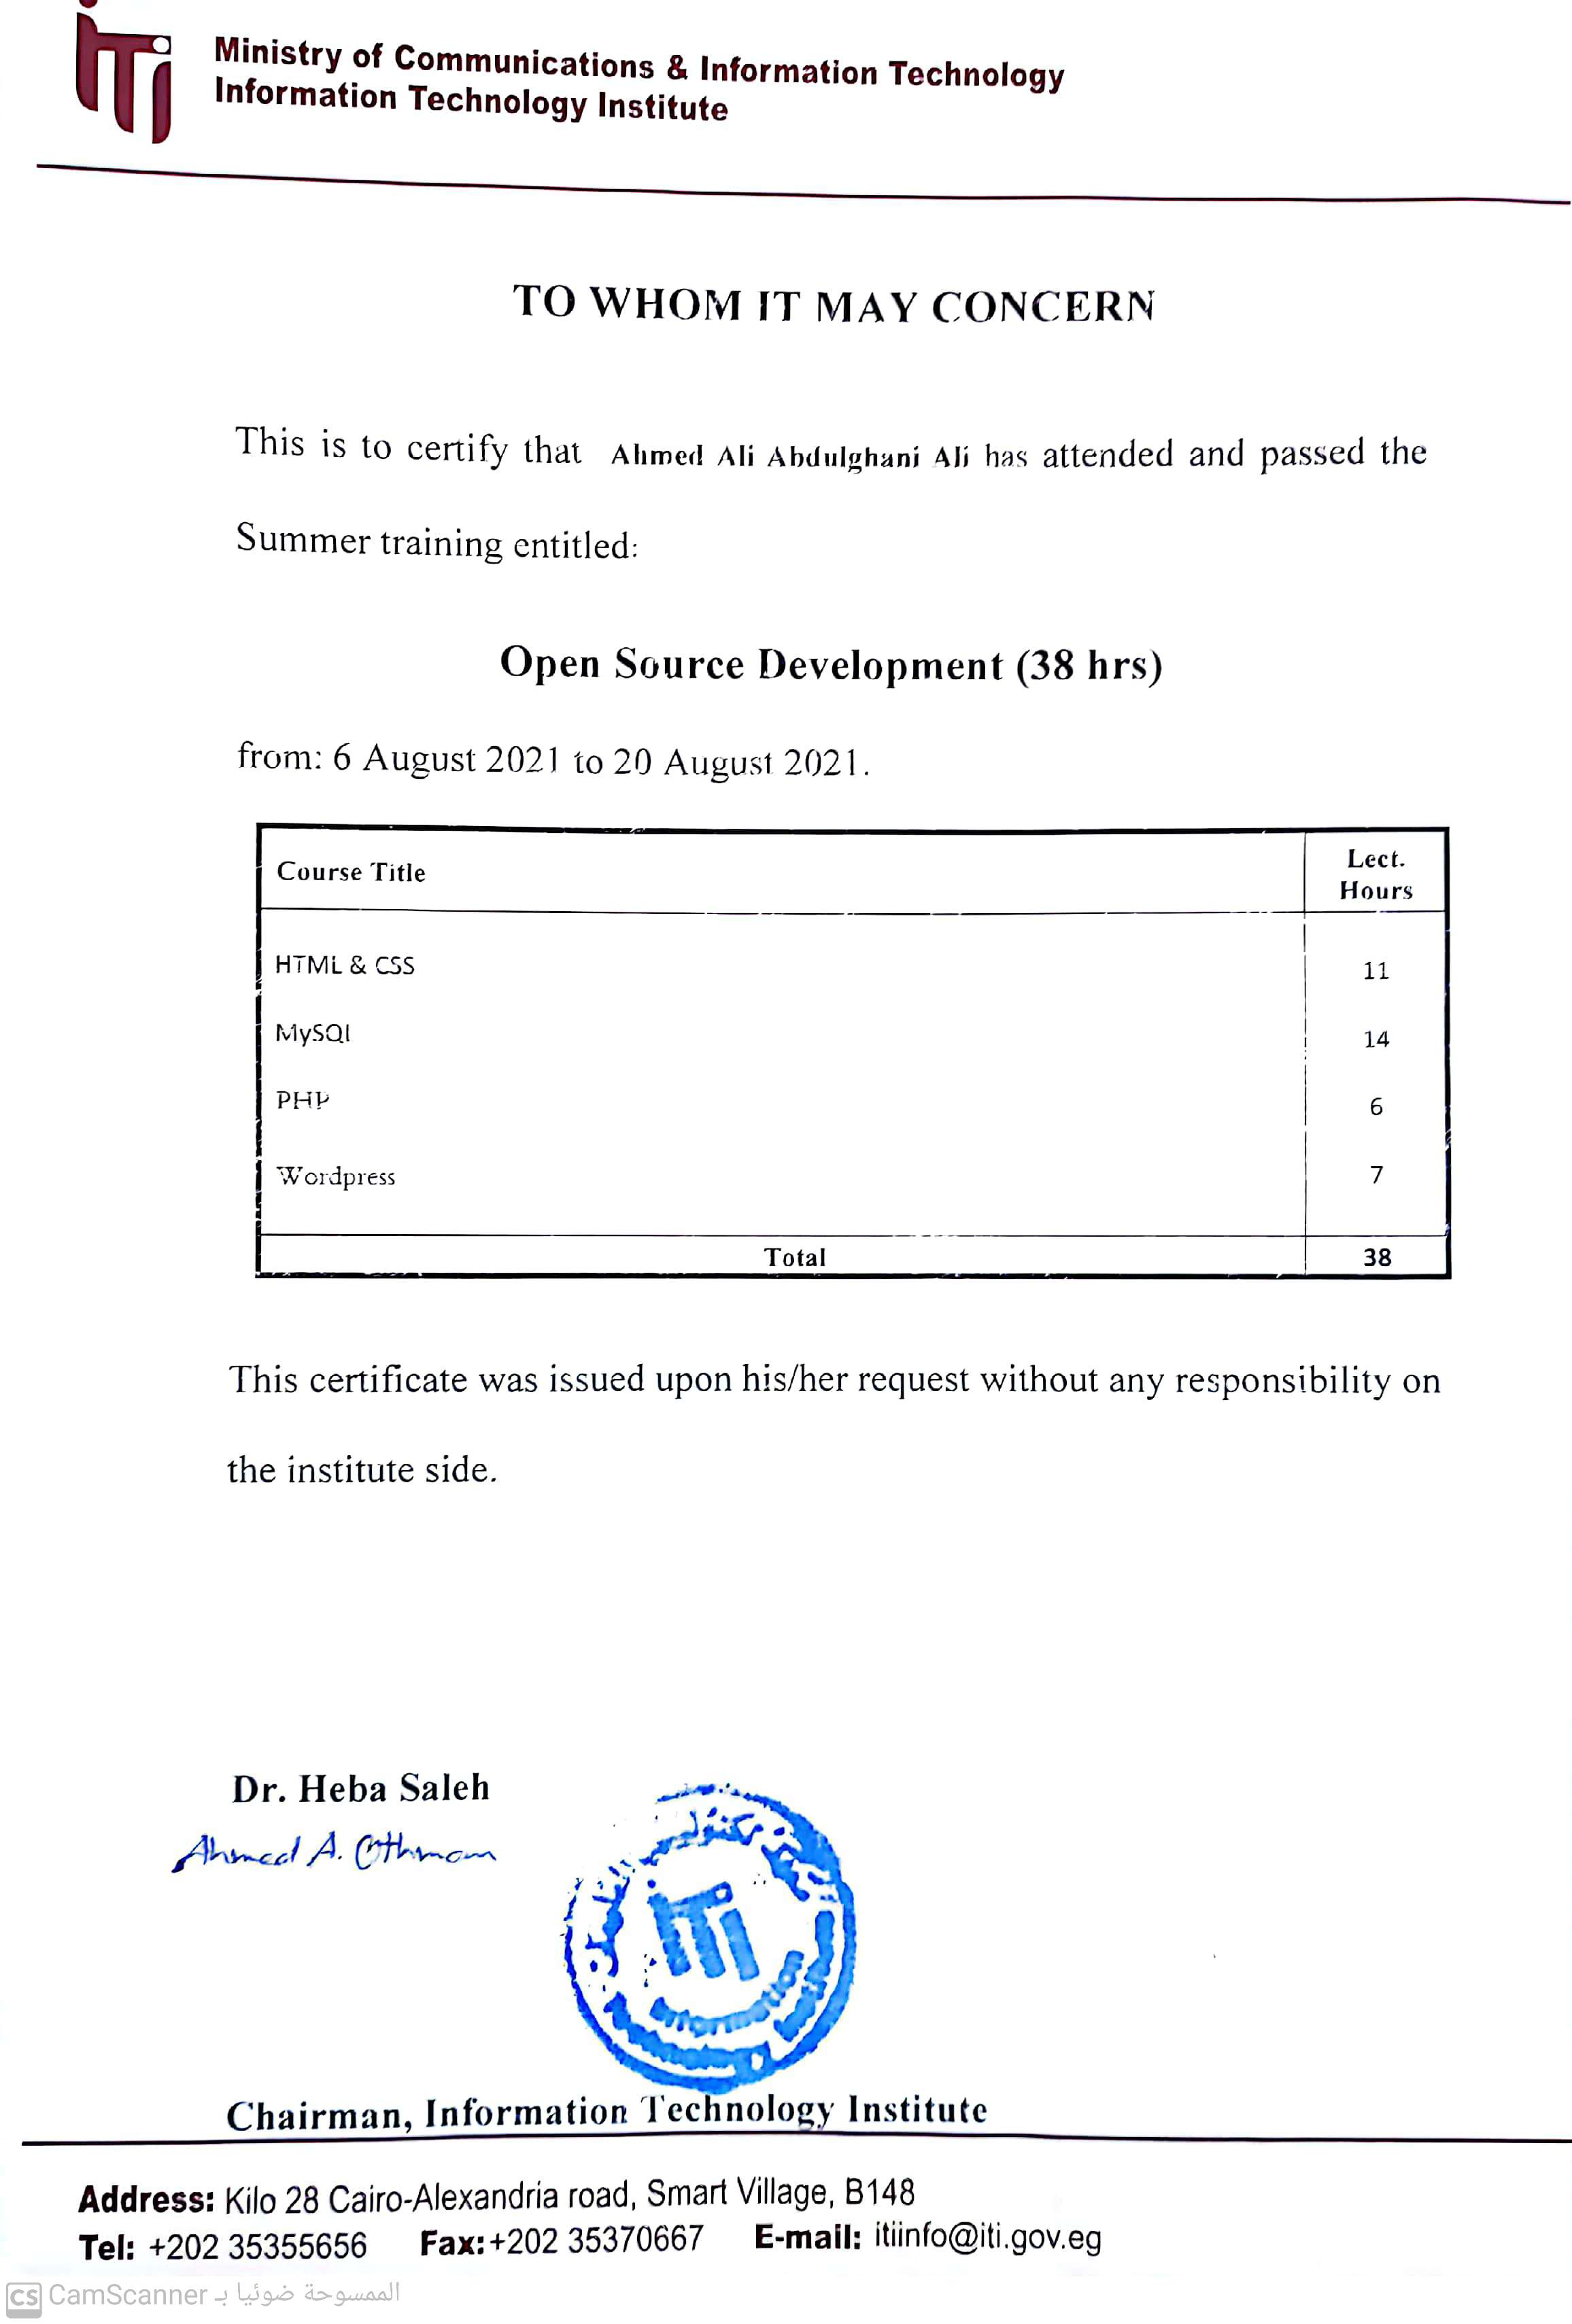 iTi
Ministry of Communications & Information Technology
Information Technology Institute
TO WHOM IT MAY CONCERN
This is to certify that Ahmed Ali Abdulghani Ali has attended and passed the
Summer training entitled:
Open Source Development (38 hrs)
from: 6 August 2021 to 20 August 2021.
Course Title Lect. Hours
HTML & CSS 11
MySQl 14
PHP 6
Wordpress 7
Total 38
This certificate was issued upon his/her request without any responsibility on
the institute side.
Dr. Heba Saleh
Ahmed A. Othman
iTi
Information
Chairman, Information Technology Institute
Address: Kilo 28 Cairo-Alexandria road, Smart Village, B148
Tel: +202 35355656 Fax: +202 35370667 E-mail: itiinfo@iti.gov.eg
CS CamScanner الممسوحة ضوئيا بـ